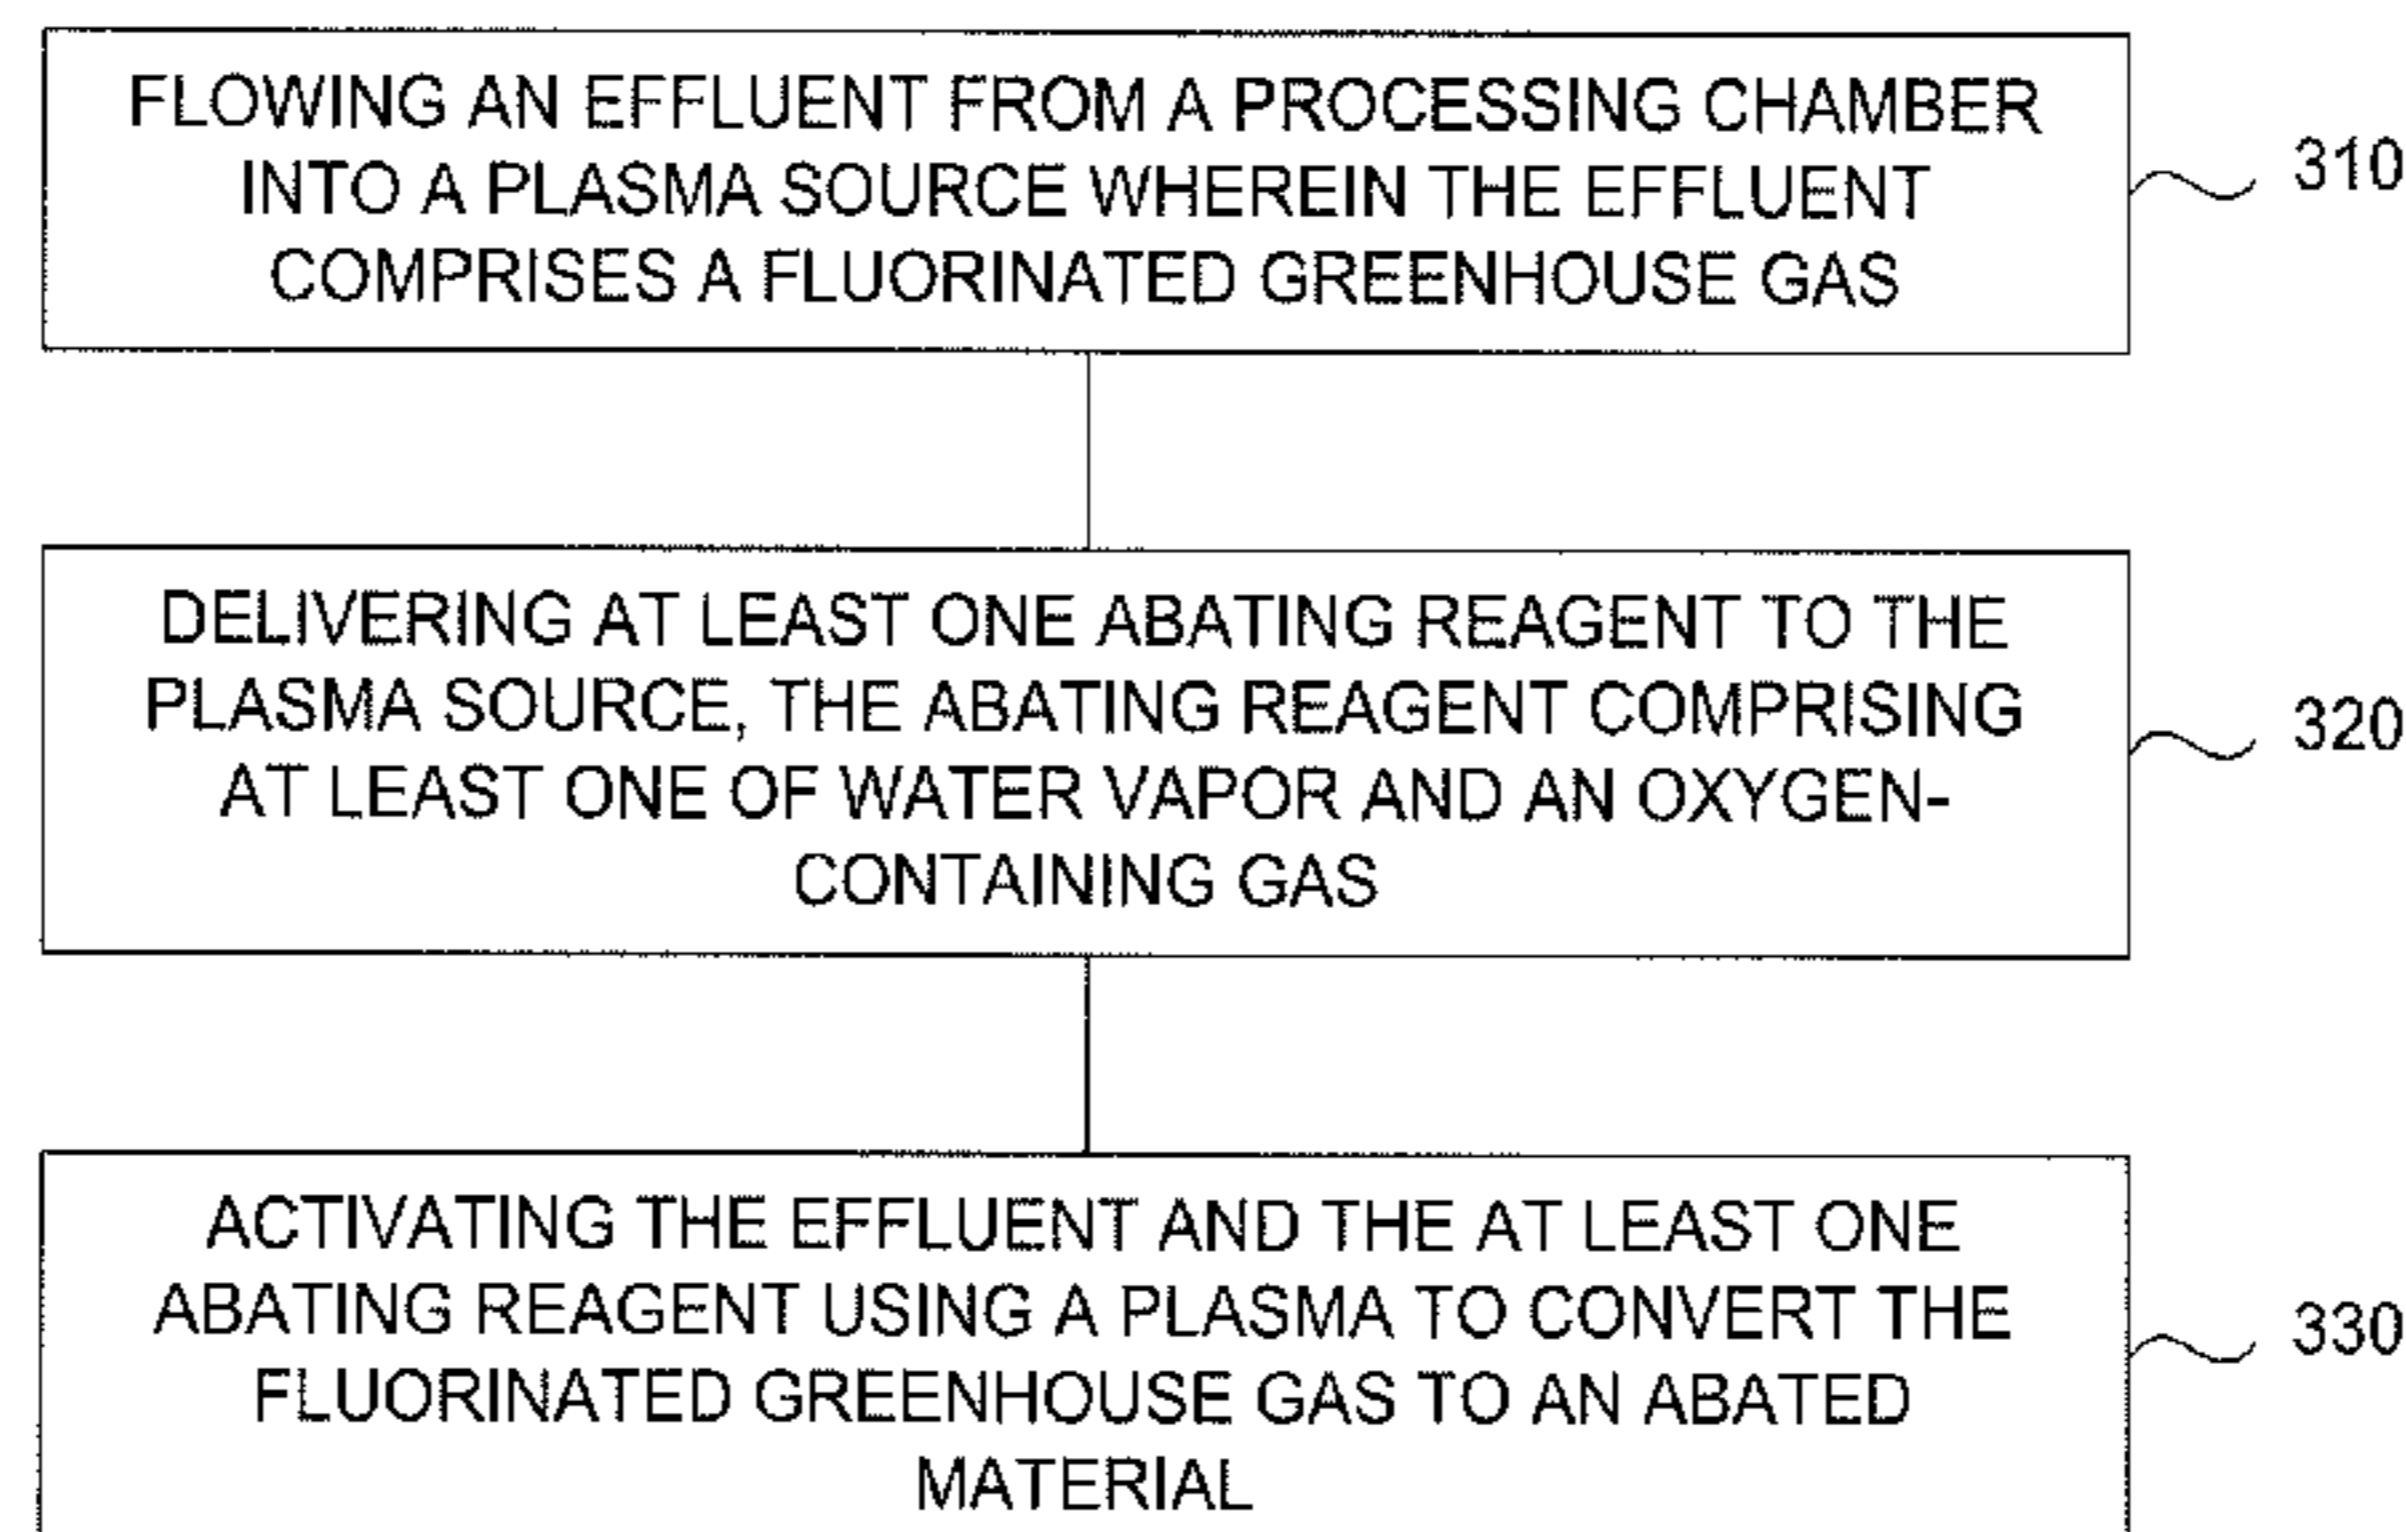 FLOWING AN EFFLUENT FROM A PROCESSING CHAMBER
INTO A PLASMA SOURCE WHEREIN THE EFFLUENT
COMPRISES A FLUORINATED GREENHOUSE GAS
310
DELIVERING AT LEAST ONE ABATING REAGENT TO THE
PLASMA SOURCE, THE ABATING REAGENT COMPRISING
AT LEAST ONE OF WATER VAPOR AND AN OXYGEN-
CONTAINING GAS
320
ACTIVATING THE EFFLUENT AND THE AT LEAST ONE
ABATING REAGENT USING A PLASMA TO CONVERT THE
FLUORINATED GREENHOUSE GAS TO AN ABATED
MATERIAL
330